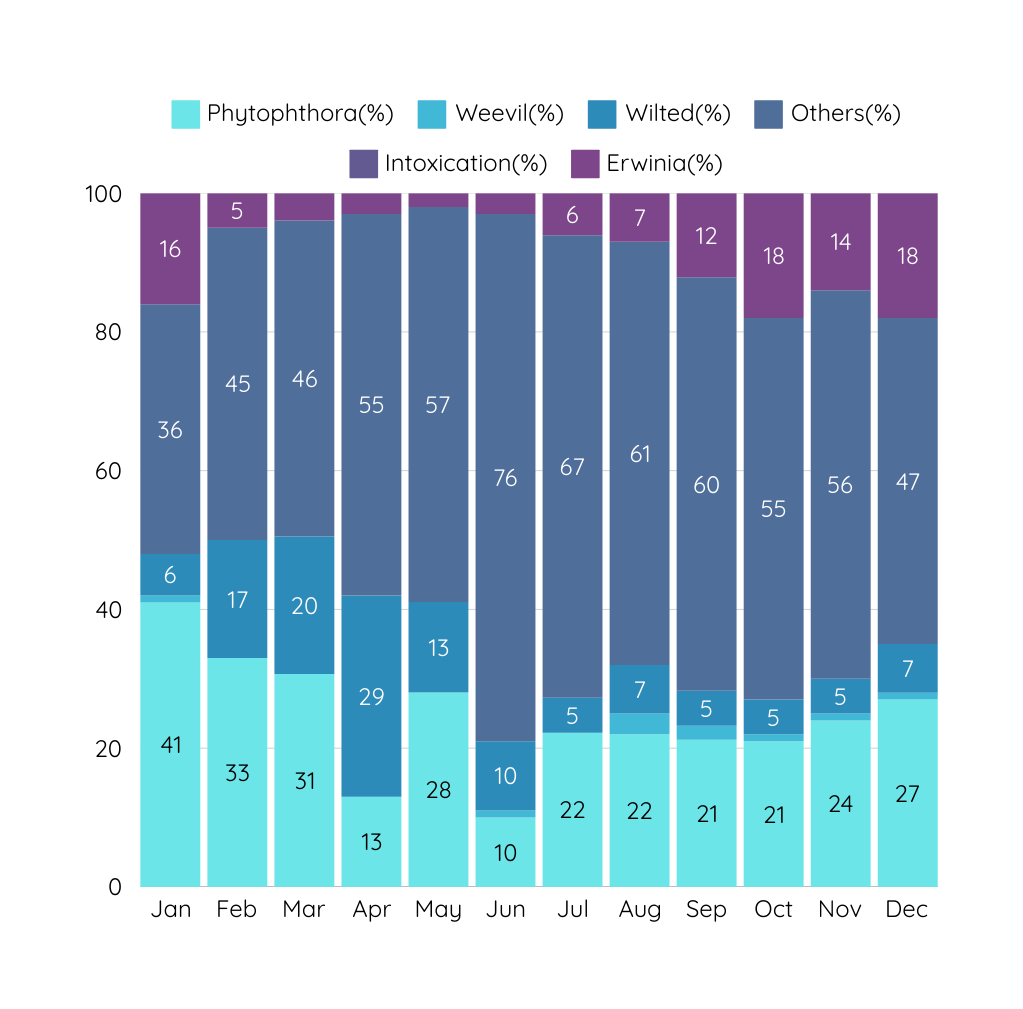 Phytophthora(%) Weevil(%) Wilted(%) Others(%)
Intoxication(%) Erwinia(%)
100
5 6 7
12
16 14
18 18
80
45 46
55 57
36
61
60 76 67
60 56 47
55
6
17 20
40
13
29 7 7
5 5 5 5
41
20
33 31 10
28
22 22 21 21 24 27
13 10
0
Jan Feb Mar Apr May Jun Jul Aug Sep Oct Nov Dec